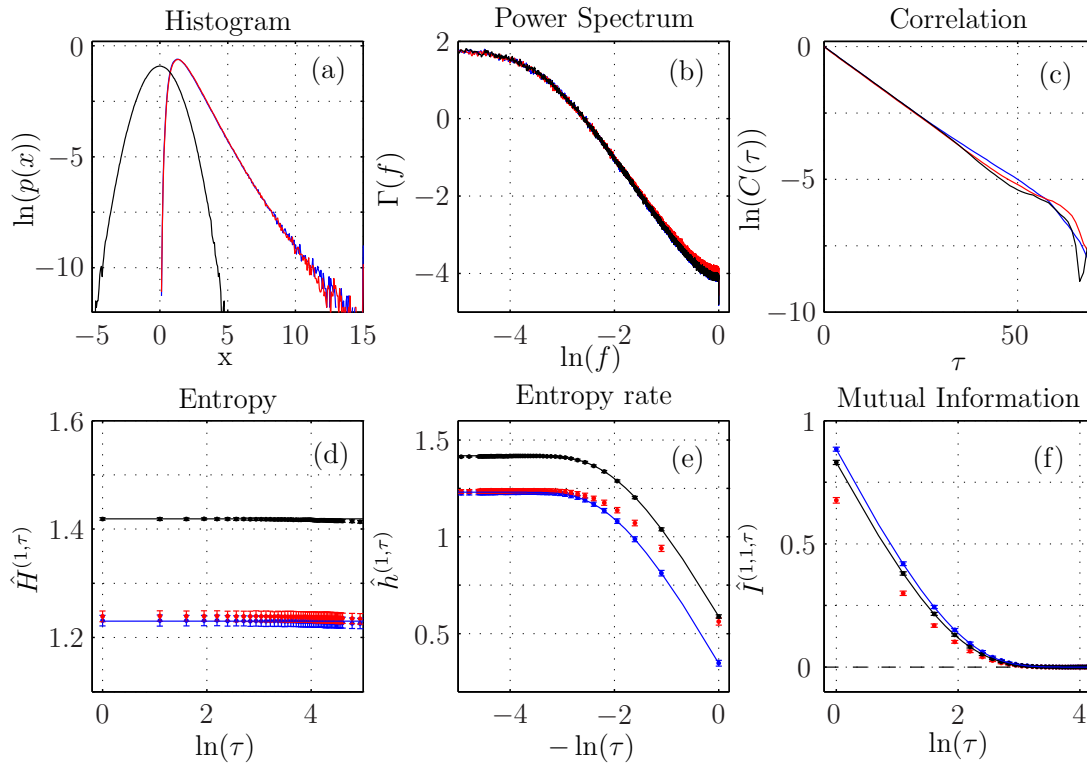 Histogram
Power Spectrum
Correlation
(a)
(b)
(c)
ln(p(x))
Γ(f)
ln(C(τ))
0
−5
−10
−5
0
5
10
15
x
2
0
−2
−4
−4
−2
0
ln(f)
0
−5
−10
0
50
τ
Entropy
Entropy rate
Mutual Information
(d)
(e)
(f)
Ĥ^(1,τ)
ĥ^(1,τ)
Î^(1,1,τ)
1.6
1.4
1.2
0
2
4
ln(τ)
1.5
1
0.5
−4
−2
0
− ln(τ)
1
0.5
0
0
2
4
ln(τ)